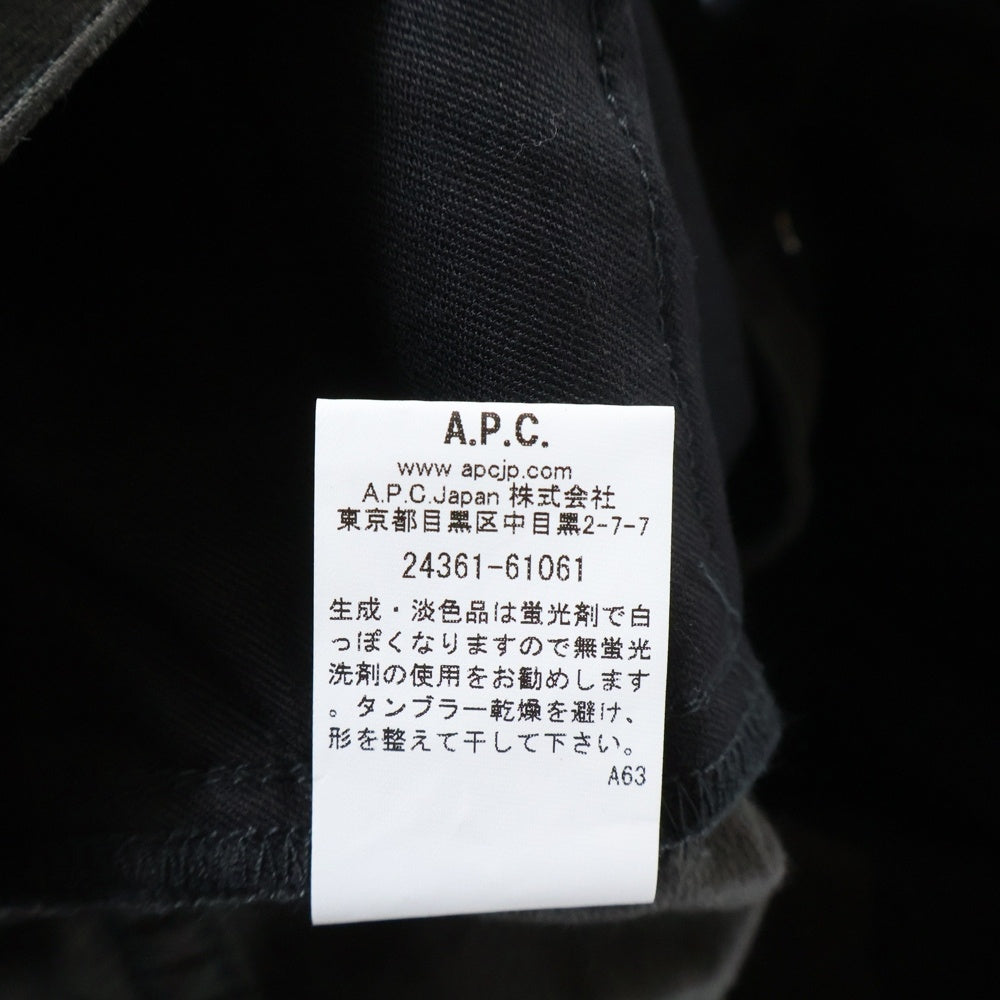 A.P.C.
www apcjp.com
A.P.C.Japan 株式会社
東京都目黒区中目黒2-7-7
24361-61061
生成・淡色品は蛍光剤で白
っぽくなりますので無蛍光
洗剤の使用をお勧めします
。タンブラー乾燥を避け、
形を整えて干して下さい。
A63